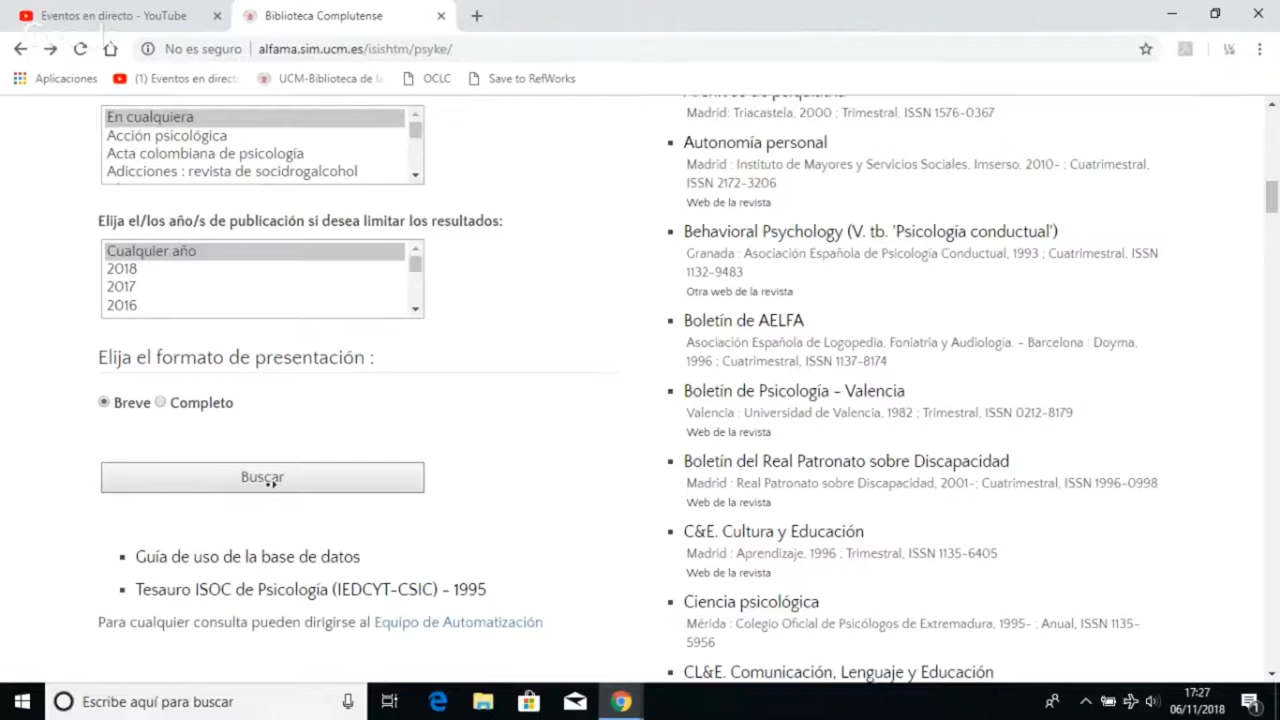 Eventos en directo - YouTube
Biblioteca Complutense
No es seguro
alfama.sim.ucm.es/isishtm/psyke/
Aplicaciones
(1) Eventos en direct
UCM-Biblioteca de la
OCLC
Save to RefWorks
En cualquiera
Acción psicológica
Acta colombiana de psicología
Adicciones : revista de socidrogalcohol
Elija el/los año/s de publicación si desea limitar los resultados:
Cualquier año
2018
2017
2016
Elija el formato de presentación :
Breve
Completo
Buscar
Guía de uso de la base de datos
Tesauro ISOC de Psicología (IEDCYT-CSIC) - 1995
Para cualquier consulta pueden dirigirse al Equipo de Automatización
Madrid: Triacastela, 2000 ; Trimestral, ISSN 1576-0367
Autonomía personal
Madrid : Instituto de Mayores y Servicios Sociales, Imserso, 2010- ; Cuatrimestral,
ISSN 2172-3206
Web de la revista
Behavioral Psychology (V. tb. 'Psicología conductual')
Granada : Asociación Española de Psicología Conductual, 1993 ; Cuatrimestral, ISSN
1132-9483
Otra web de la revista
Boletín de AELFA
Asociación Española de Logopedia, Foniatría y Audiología. - Barcelona : Doyma,
1996 ; Cuatrimestral, ISSN 1137-8174
Boletín de Psicología - Valencia
Valencia : Universidad de Valencia, 1982 ; Trimestral, ISSN 0212-8179
Web de la revista
Boletín del Real Patronato sobre Discapacidad
Madrid : Real Patronato sobre Discapacidad, 2001-; Cuatrimestral, ISSN 1996-0998
Web de la revista
C&E. Cultura y Educación
Madrid : Aprendizaje, 1996 ; Trimestral, ISSN 1135-6405
Web de la revista
Ciencia psicológica
Mérida : Colegio Oficial de Psicólogos de Extremadura, 1995- ; Anual, ISSN 1135-
5956
CL&E. Comunicación, Lenguaje y Educación
Escribe aquí para buscar
17:27
06/11/2018